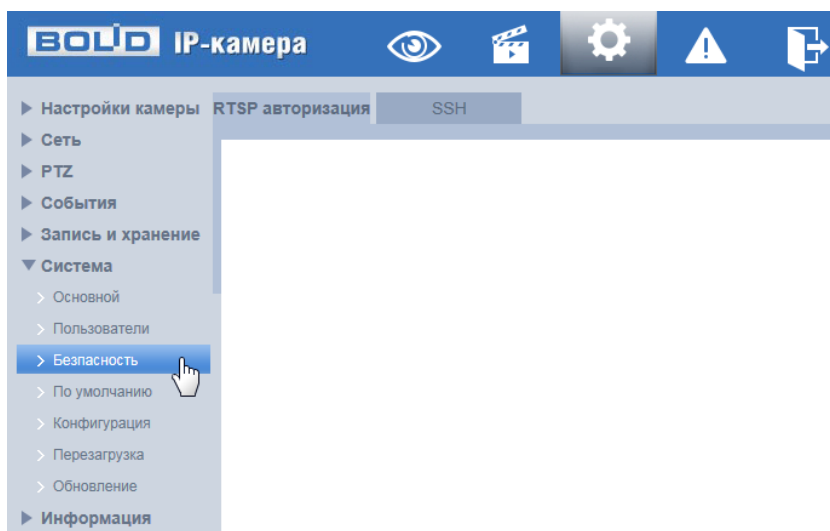 BOLID IP-камера
Настройки камеры
RTSP авторизация
SSH
Сеть
PTZ
События
Запись и хранение
Система
Основной
Пользователи
Безпасность
По умолчанию
Конфигурация
Перезагрузка
Обновление
Информация